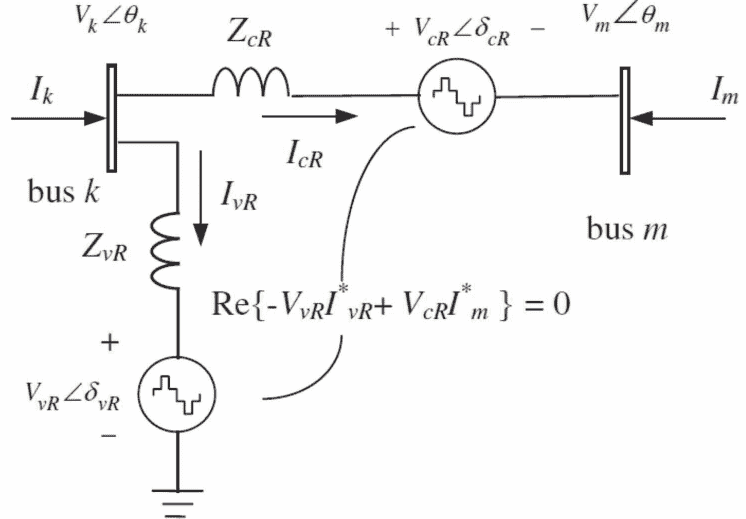 V_k∠θ_k
Z_cR
+ V_cR∠δ_cR −
V_m∠θ_m
I_k
I_m
I_cR
bus k
I_vR
bus m
Z_vR
Re{-V_vR I^*_vR + V_cR I^*_m } = 0
+
V_vR∠δ_vR
−